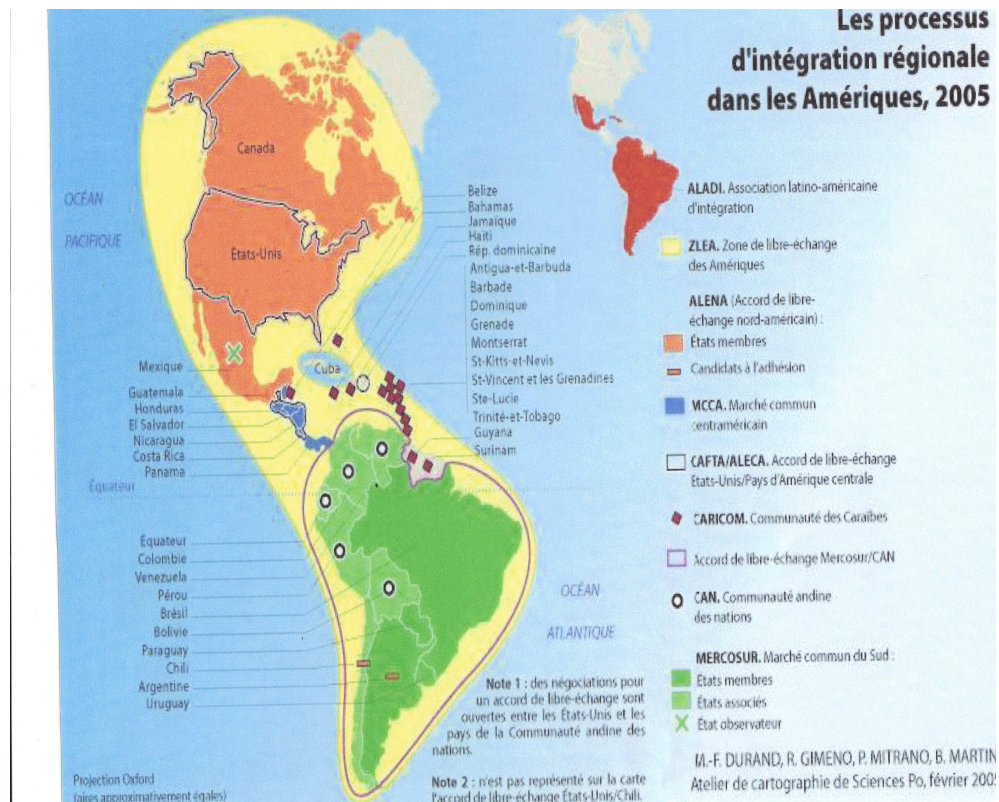 Les processus
d'intégration régionale
dans les Amériques, 2005
ALADI. Association latino-américaine
d'intégration
ZLEA. Zone de libre-échange
des Amériques
ALENA (Accord de libre-
échange nord-américain) :
États membres
Candidats à l'adhésion
MCCA. Marché commun
centraméricain
CAFTA/ALECA. Accord de libre-échange
Etats-Unis/Pays d'Amérique centrale
CARICOM. Communauté des Caraïbes
Accord de libre-échange Mercosur/CAN
CAN. Communauté andine
des nations
MERCOSUR. Marché commun du Sud :
États membres
États associés
État observateur
M.-F. DURAND, R. GIMENO, P. MITRANO, B. MARTIN
Atelier de cartographie de Sciences Po, février 2005
OCÉAN
PACIFIQUE
Canada
États-Unis
Cuba
Belize
Bahamas
Jamaïque
Haïti
Rép. dominicaine
Antigua-et-Barbuda
Barbade
Dominique
Grenade
Montserrat
St-Kitts-et-Nevis
St-Vincent et les Grenadines
Ste-Lucie
Trinité-et-Tobago
Guyana
Surinam
Mexique
Guatemala
Honduras
El Salvador
Nicaragua
Costa Rica
Panama
Équateur
Équateur
Colombie
Venezuela
Pérou
Brésil
Bolivie
Paraguay
Chili
Argentine
Uruguay
OCÉAN
ATLANTIQUE
Note 1 : des négociations pour
un accord de libre-échange sont
ouvertes entre les États-Unis et les
pays de la Communauté andine des
nations.
Note 2 : n'est pas représenté sur la carte
l'accord de libre-échange États-Unis/Chili.
Projection Oxford
(aires approximativement égales)